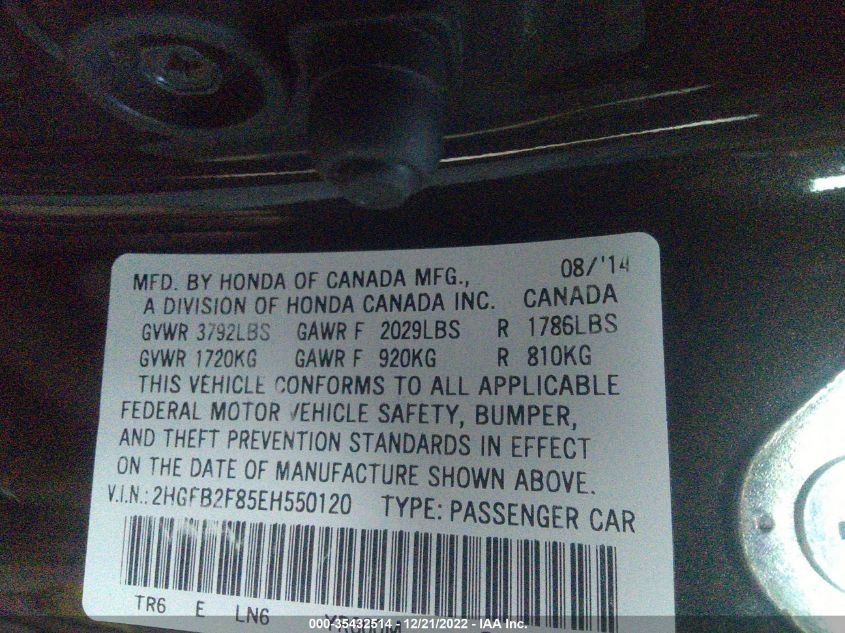 08/'14
MFD. BY HONDA OF CANADA MFG.,
A DIVISION OF HONDA CANADA INC. CANADA
GVWR 3792LBS GAWR F 2029LBS R 1786LBS
GVWR 1720KG GAWR F 920KG R 810KG
THIS VEHICLE CONFORMS TO ALL APPLICABLE
FEDERAL MOTOR VEHICLE SAFETY, BUMPER,
AND THEFT PREVENTION STANDARDS IN EFFECT
ON THE DATE OF MANUFACTURE SHOWN ABOVE.
V.I.N.: 2HGFB2F85EH550120 TYPE: PASSENGER CAR
TR6 E LN6
000-35432514 - 12/21/2022 - IAA Inc.